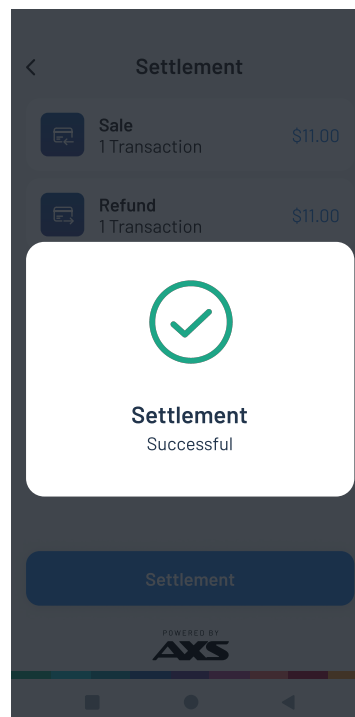 Settlement
Sale
1 Transaction
$11.00
Refund
1 Transaction
$11.00
Settlement
Successful
Settlement
POWERED BY
AXS